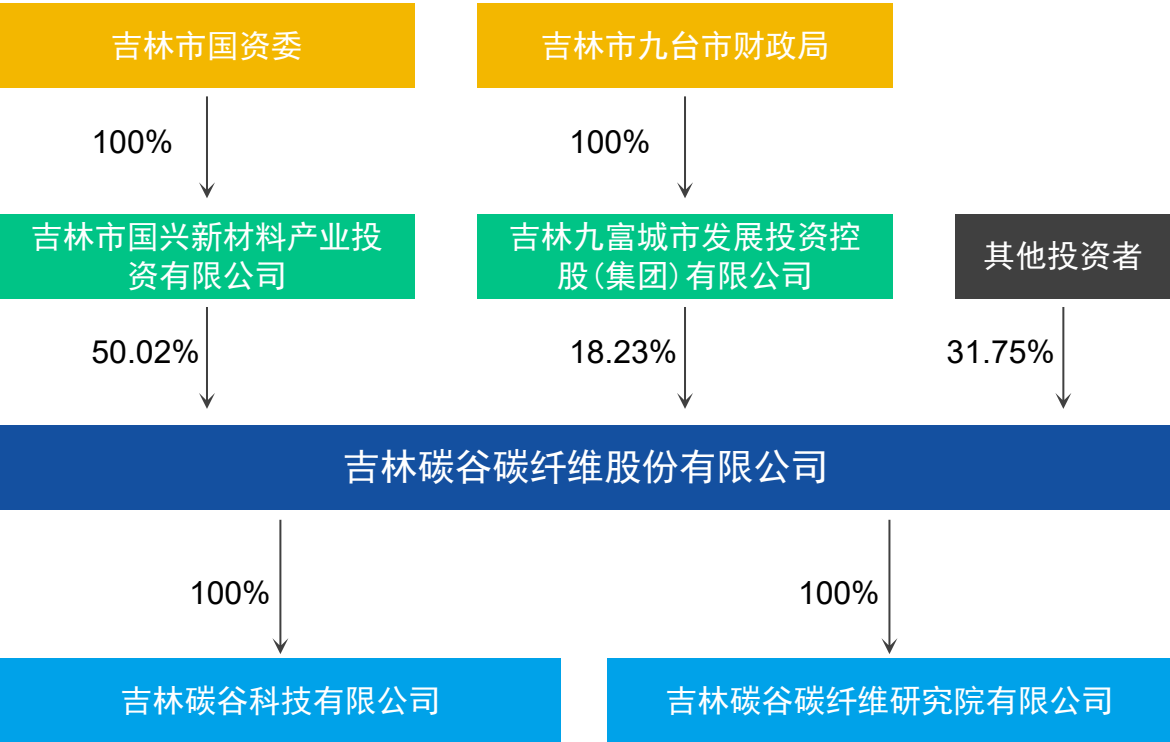 吉林市国资委
吉林市九台市财政局
100%
100%
吉林市国兴新材料产业投
资有限公司
吉林九富城市发展投资控
股(集团)有限公司
其他投资者
50.02%
18.23%
31.75%
吉林碳谷碳纤维股份有限公司
100%
100%
吉林碳谷科技有限公司
吉林碳谷碳纤维研究院有限公司